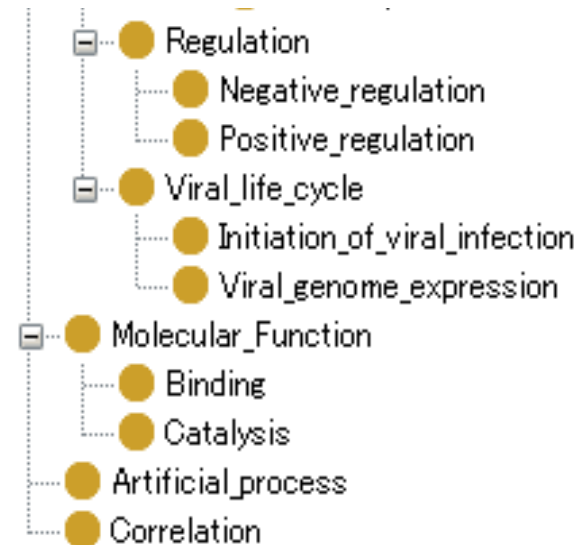 Regulation
Negative_regulation
Positive_regulation
Viral_life_cycle
Initiation_of_viral_infection
Viral_genome_expression
Molecular_Function
Binding
Catalysis
Artificial_process
Correlation